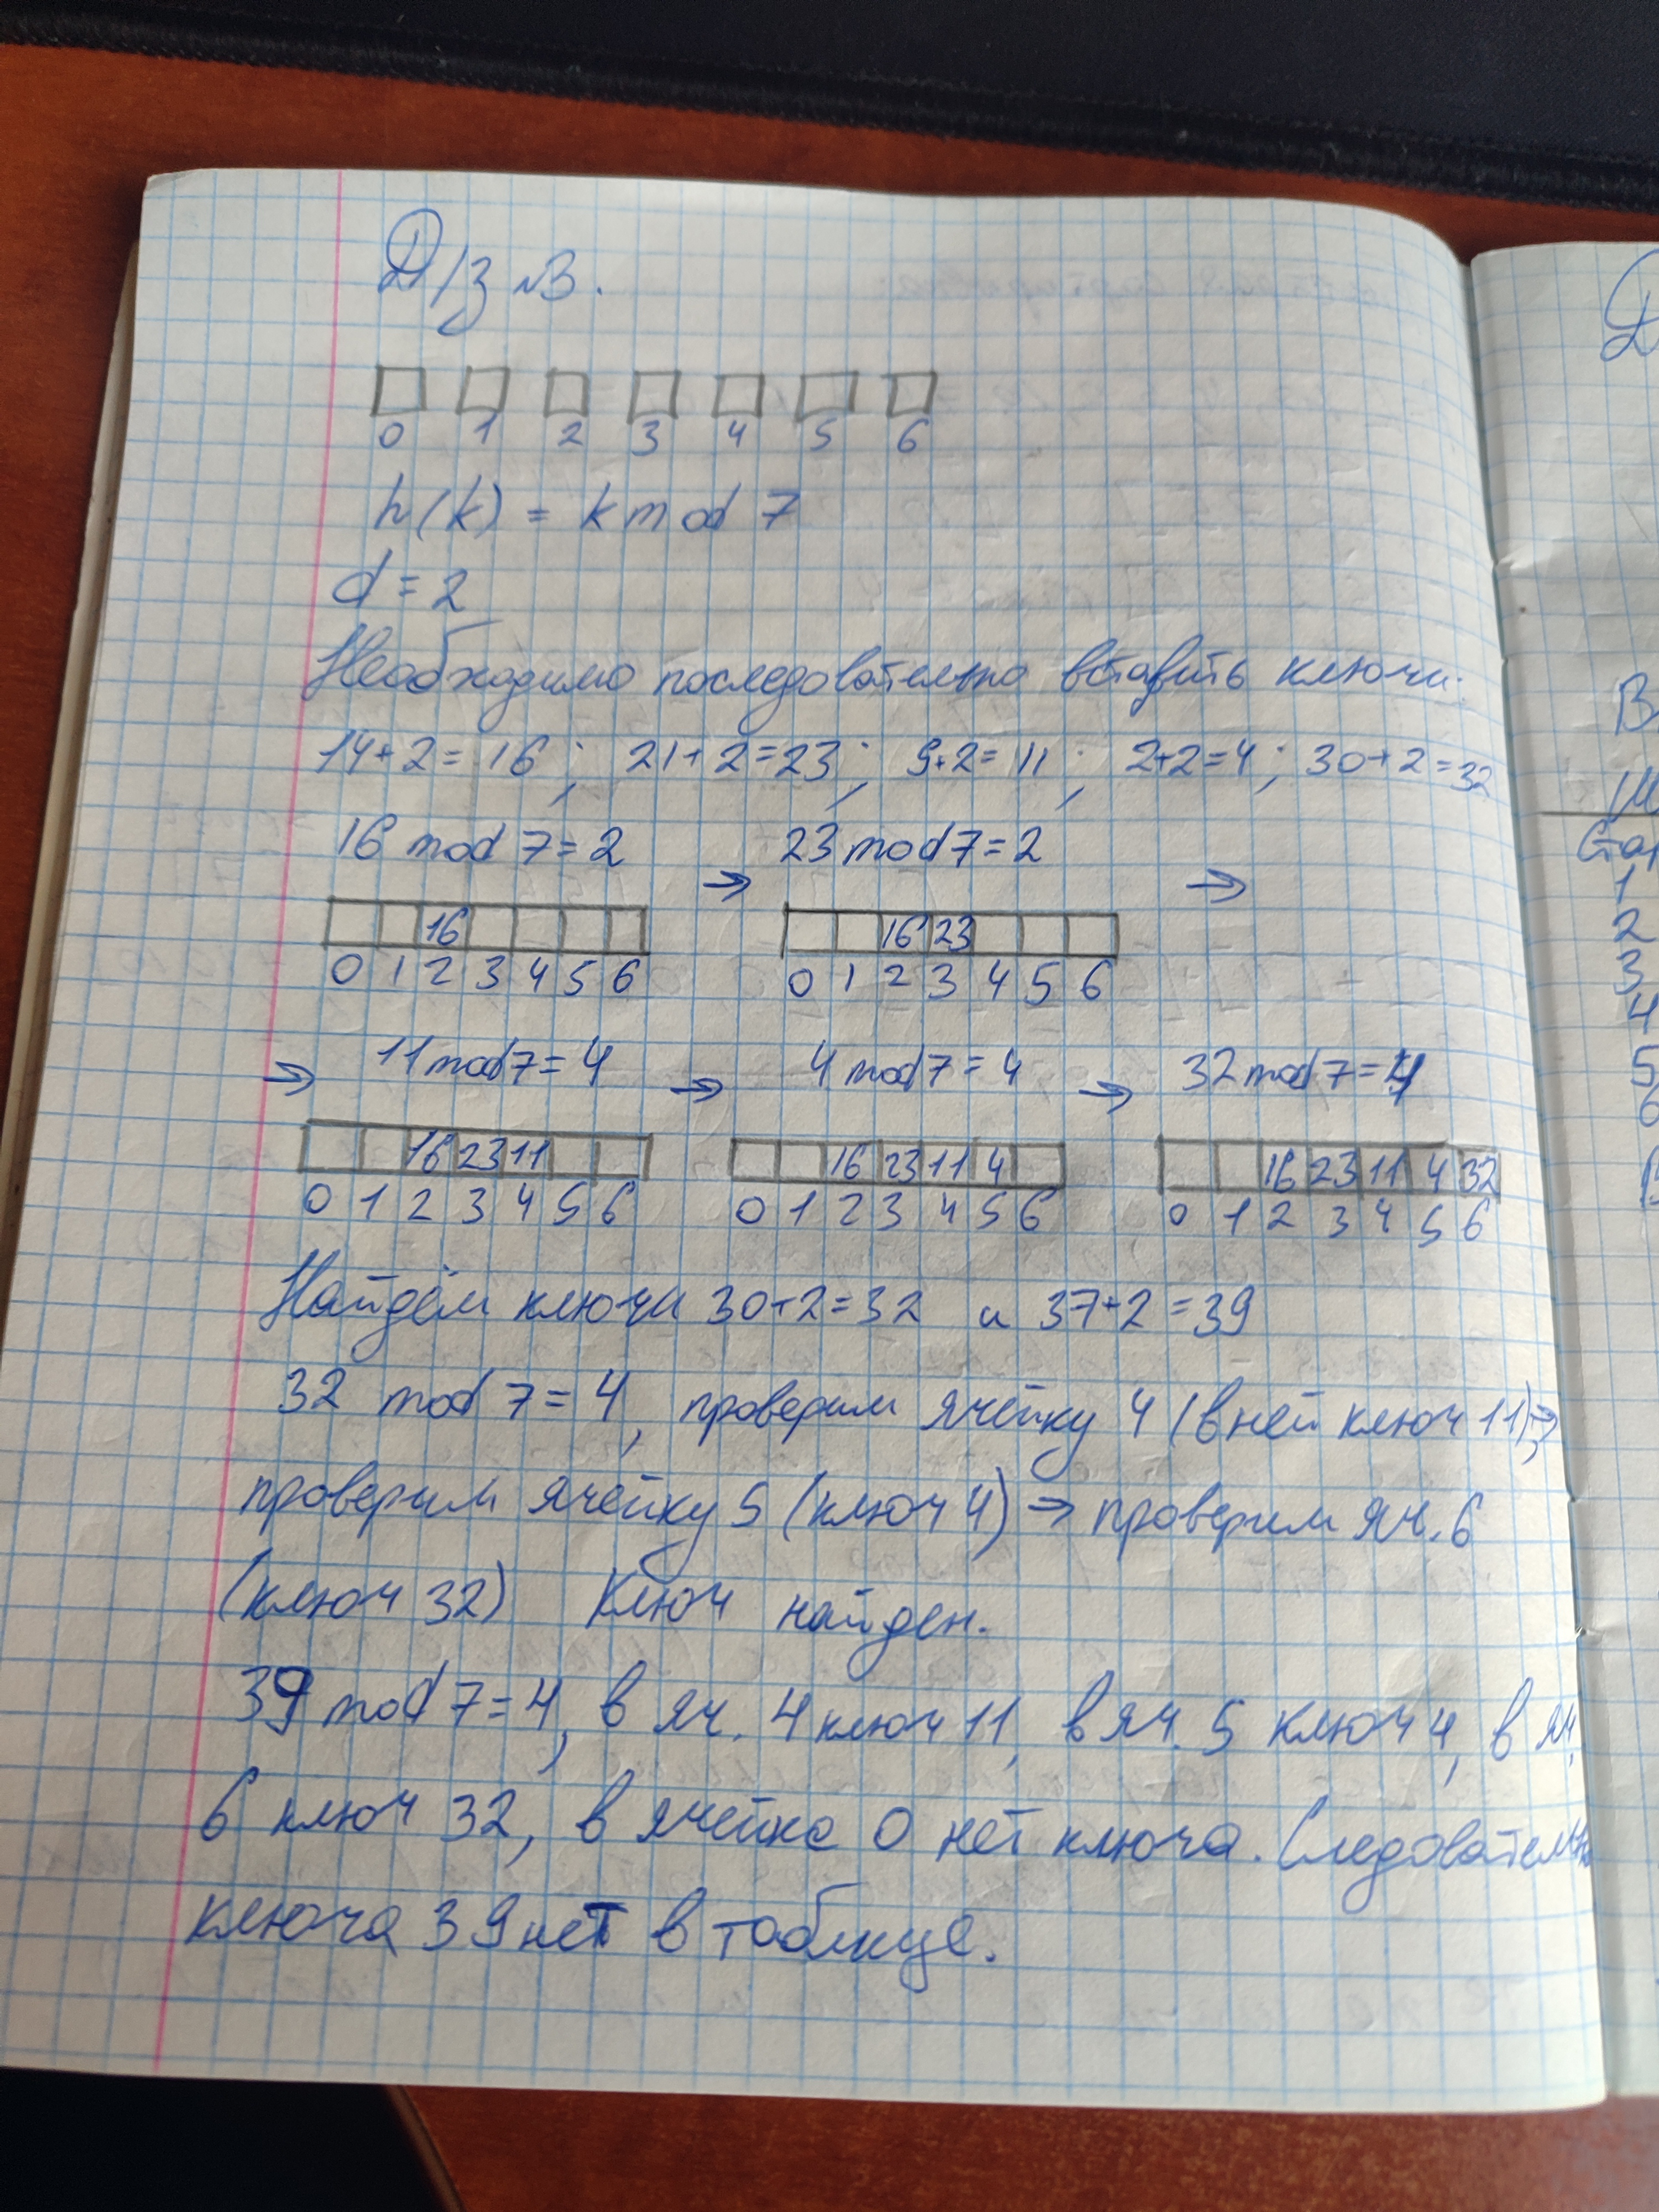 Д/з №3.
0 1 2 3 4 5 6
h(k) = k mod 7
d = 2
Необходимо последовательно вставить ключи:
14+2=16; 21+2=23; 9+2=11; 2+2=4; 30+2=32
16 mod 7=2 → 23 mod 7=2 →
16 16 23
0 1 2 3 4 5 6 0 1 2 3 4 5 6
→ 11 mod 7=4 → 4 mod 7=4 → 32 mod 7=4
16 23 11 16 23 11 4 16 23 11 4 32
0 1 2 3 4 5 6 0 1 2 3 4 5 6 0 1 2 3 4 5 6
Найдём ключи 30+2=32 и 37+2=39
32 mod 7=4, проверим ячейку 4 (в ней ключ 11) →
проверим ячейку 5 (ключ 4) → проверим яч. 6
(ключ 32) Ключ найден.
39 mod 7=4, в яч. 4 ключ 11, в яч. 5 ключ 4, в яч.
6 ключ 32, в ячейке 0 нет ключа. Следовательно
ключа 39 нет в таблице.
Д
В
Ста
1
2
3
4
5
6